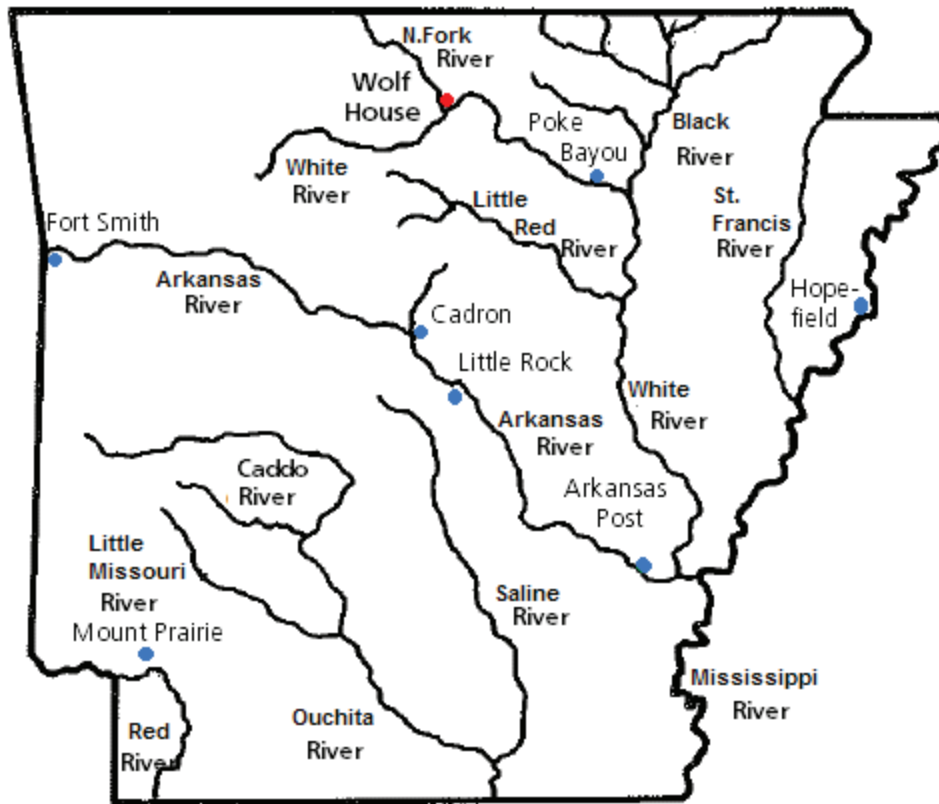 N.Fork
River
Wolf
House
Poke
Bayou
Black
River
White
River
Little
Red
River
St.
Francis
River
Fort Smith
Arkansas
River
Hope-
field
Cadron
Little Rock
White
River
Arkansas
River
Caddo
River
Arkansas
Post
Little
Missouri
River
Saline
River
Mount Prairie
Mississippi
River
Ouchita
River
Red
River